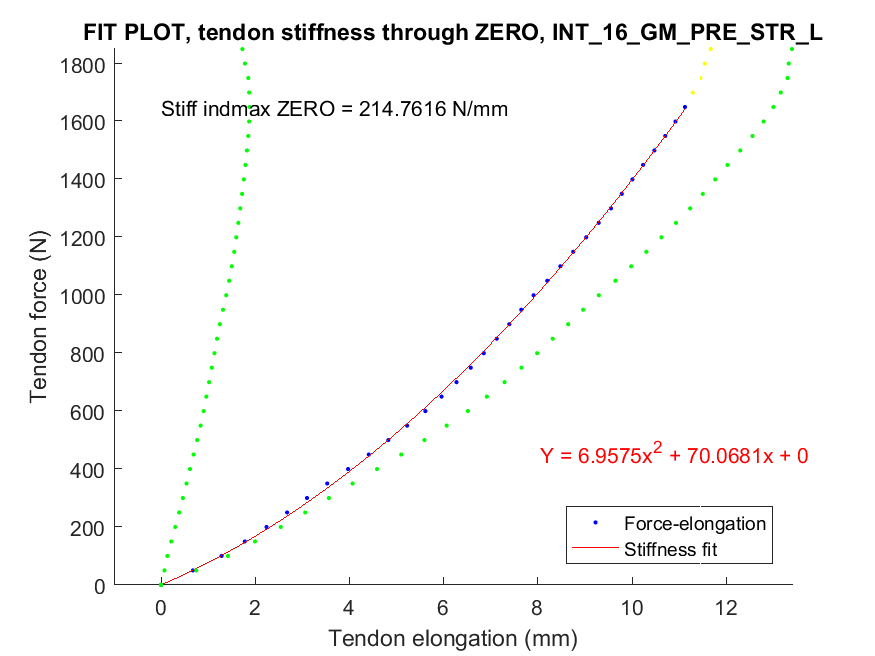 FIT PLOT, tendon stiffness through ZERO, INT_16_GM_PRE_STR_L
1800
Stiff indmax ZERO = 214.7616 N/mm
1600
1400
1200
1000
800
600
400
200
0
Tendon force (N)
Y = 6.9575x² + 70.0681x + 0
Force-elongation
Stiffness fit
0 2 4 6 8 10 12
Tendon elongation (mm)